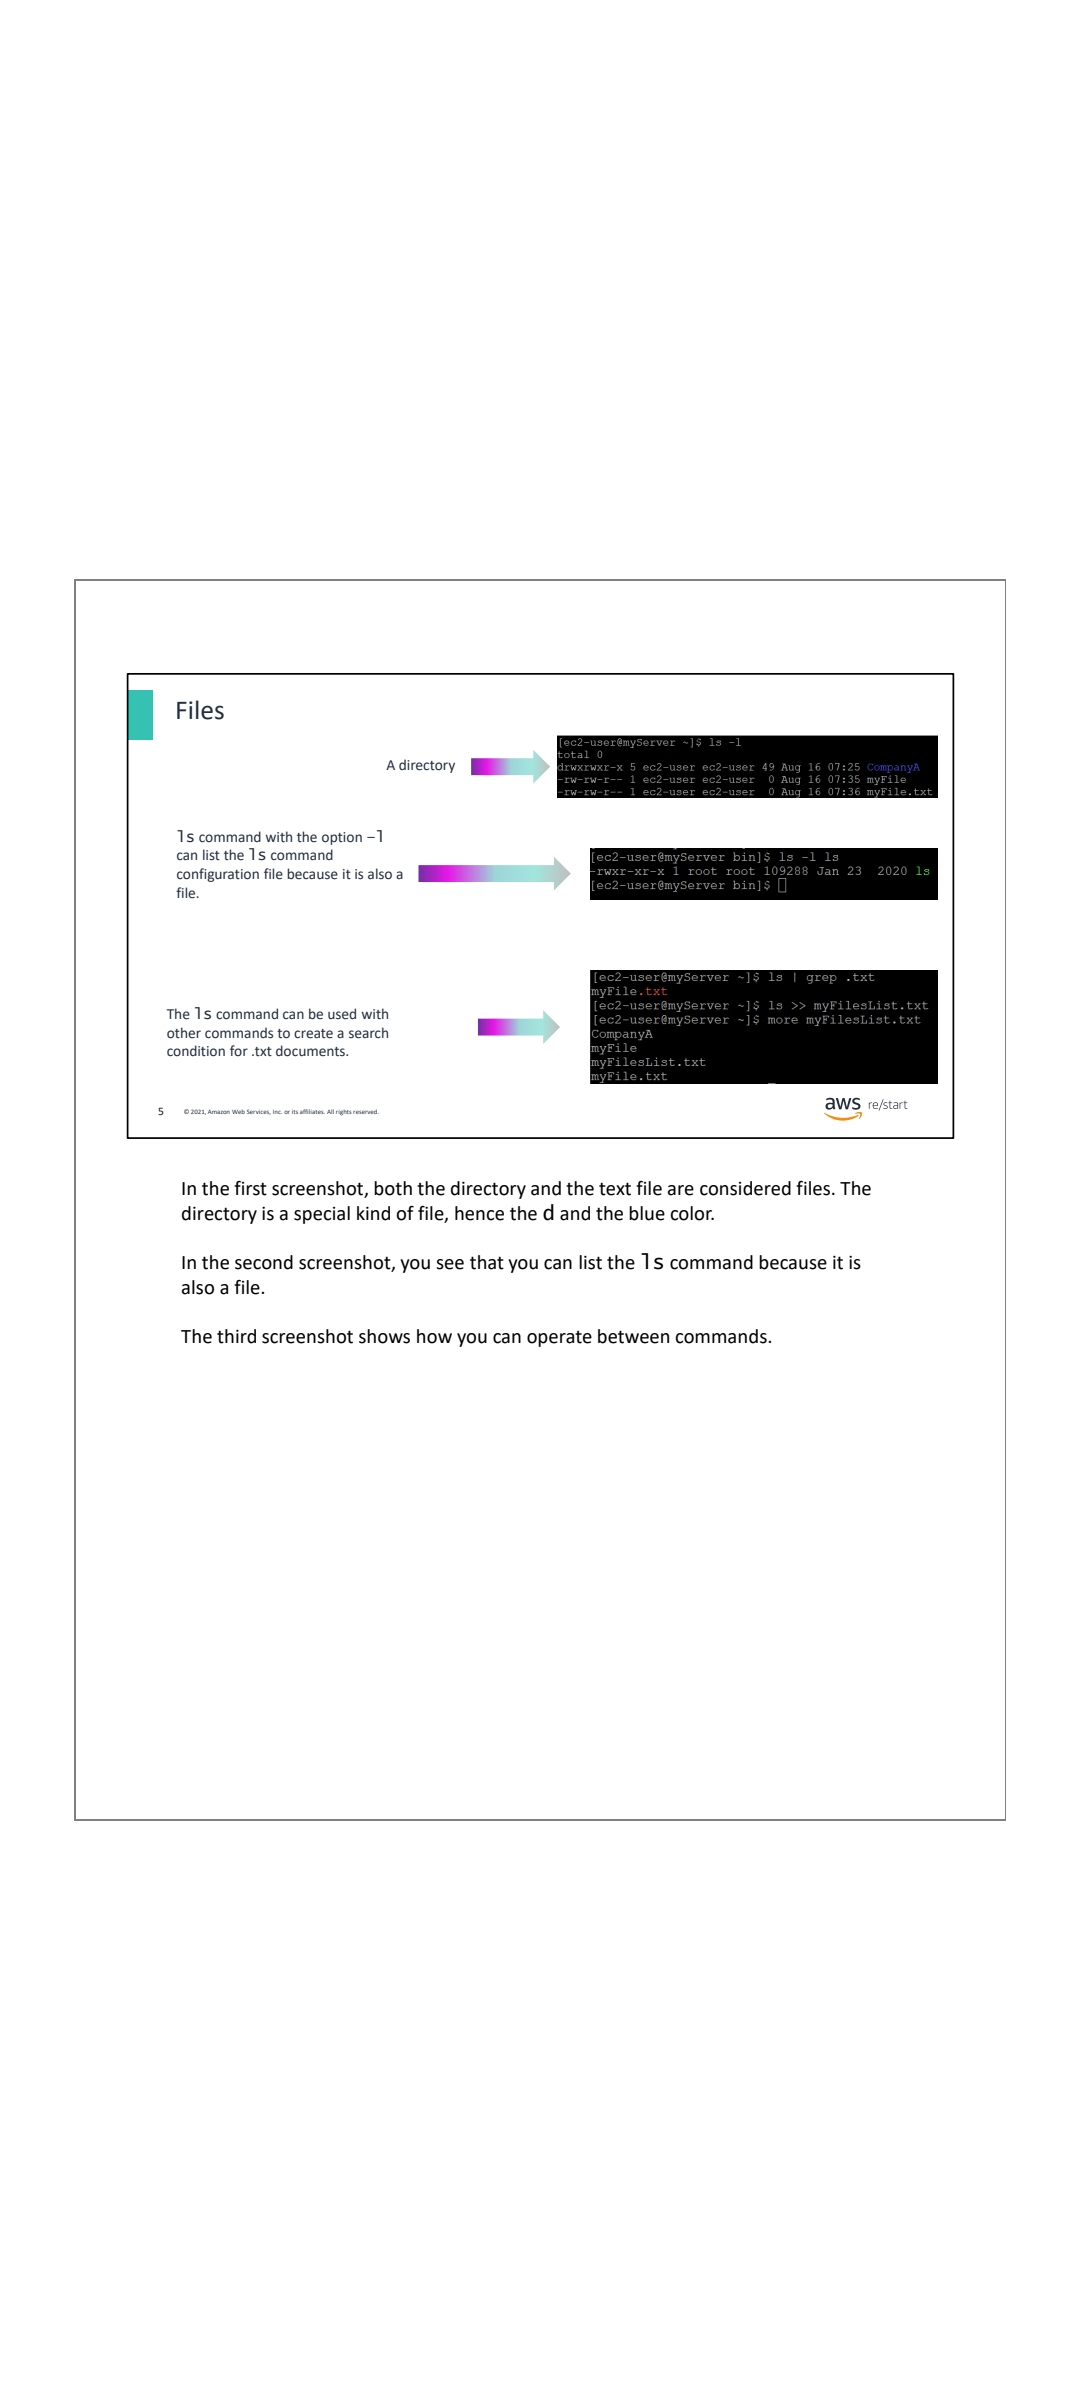 Files
A directory
[ec2-user@myServer ~]$ ls -l
total 0
drwxrwxr-x 5 ec2-user ec2-user 49 Aug 16 07:25 CompanyA
-rw-rw-r-- 1 ec2-user ec2-user  0 Aug 16 07:35 myFile
-rw-rw-r-- 1 ec2-user ec2-user  0 Aug 16 07:36 myFile.txt
ls command with the option –l
can list the ls command
configuration file because it is also a
file.
[ec2-user@myServer bin]$ ls -l ls
-rwxr-xr-x 1 root root 109288 Jan 23  2020 ls
[ec2-user@myServer bin]$
The ls command can be used with
other commands to create a search
condition for .txt documents.
[ec2-user@myServer ~]$ ls | grep .txt
myFile.txt
[ec2-user@myServer ~]$ ls >> myFilesList.txt
[ec2-user@myServer ~]$ more myFilesList.txt
CompanyA
myFile
myFilesList.txt
myFile.txt
5
© 2021, Amazon Web Services, Inc. or its affiliates. All rights reserved.
aws re/start
In the first screenshot, both the directory and the text file are considered files. The
directory is a special kind of file, hence the d and the blue color.
In the second screenshot, you see that you can list the ls command because it is
also a file.
The third screenshot shows how you can operate between commands.